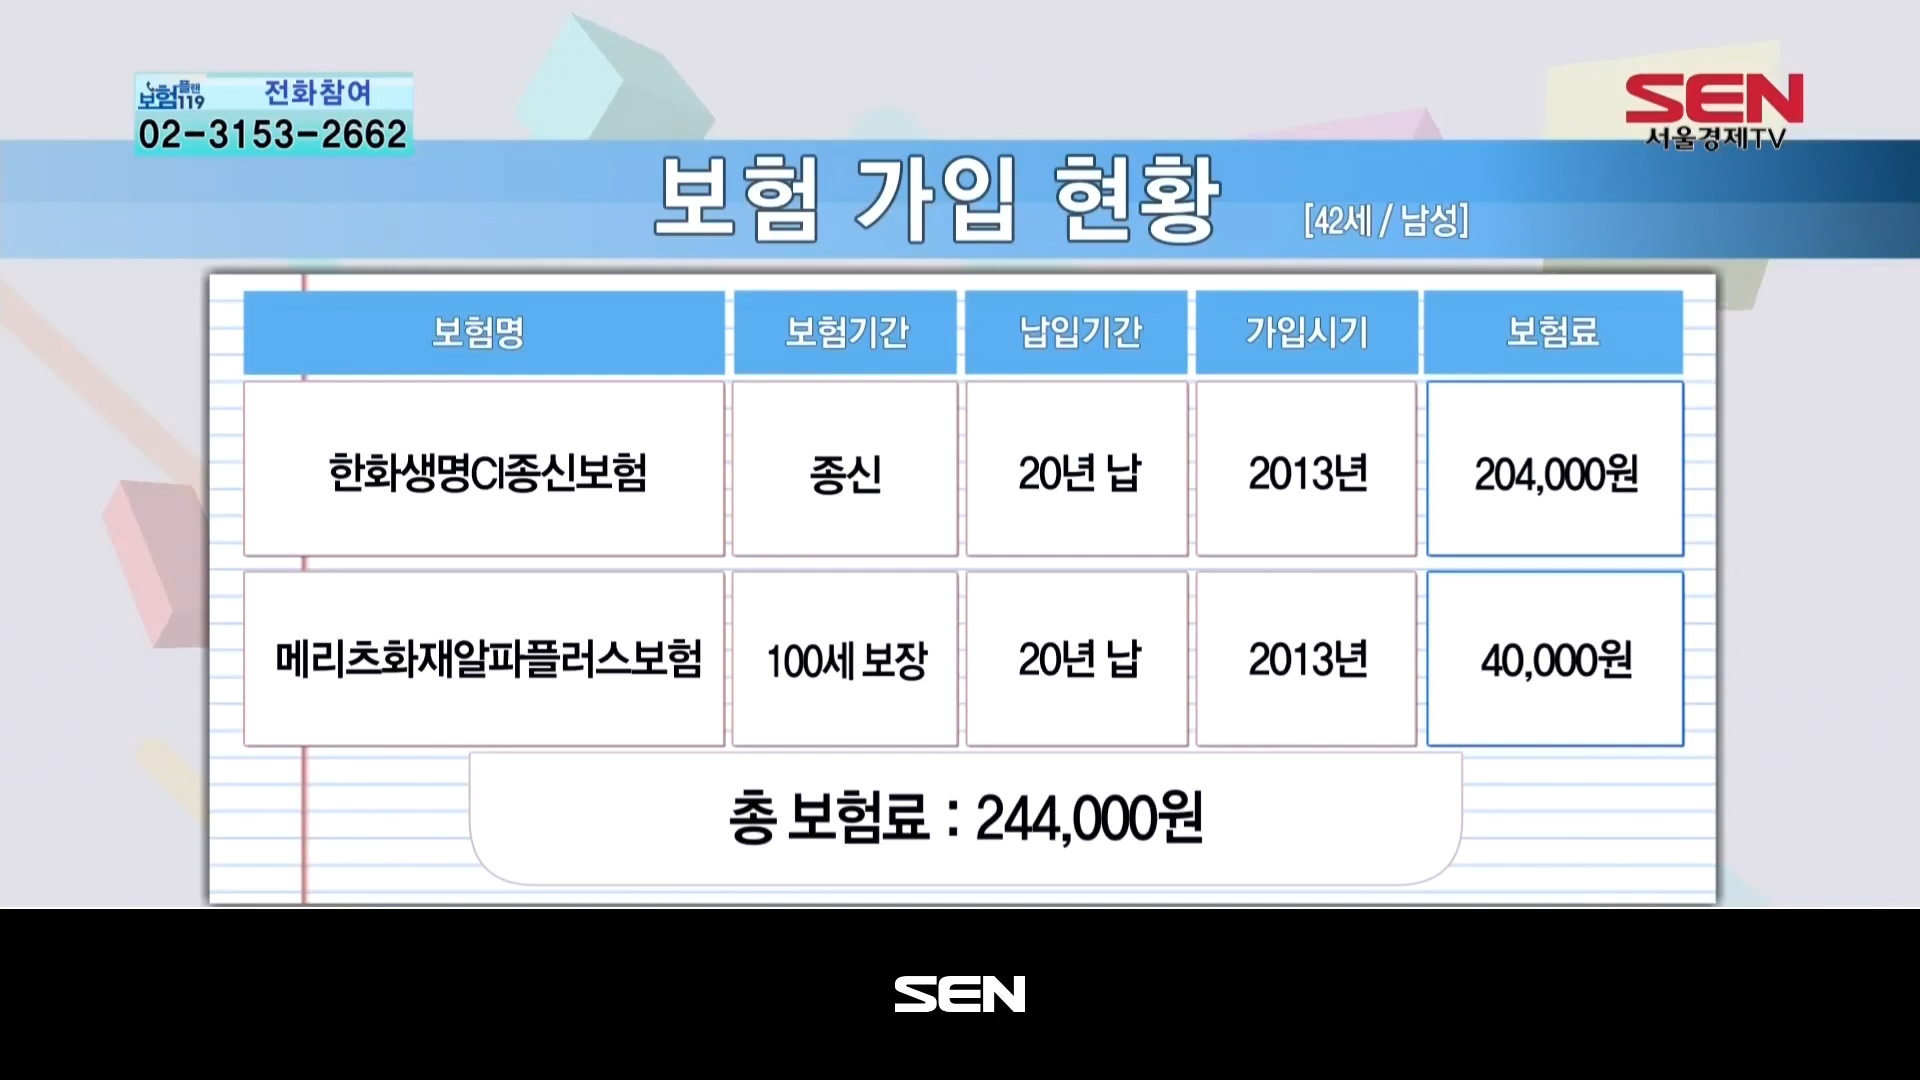 보험플랜119 전화참여
02-3153-2662
SEN
서울경제TV
보험 가입 현황 [42세 / 남성]
보험명 보험기간 납입기간 가입시기 보험료
한화생명CI종신보험 종신 20년 납 2013년 204,000원
메리츠화재알파플러스보험 100세 보장 20년 납 2013년 40,000원
총 보험료 : 244,000원
SEN